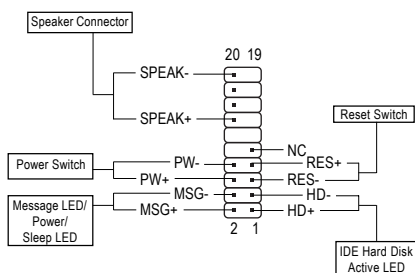 Speaker Connector
20 19
SPEAK-
SPEAK+
Reset Switch
NC
Power Switch
PW-
RES+
PW+
RES-
Message LED/
Power/
Sleep LED
MSG-
HD-
MSG+
HD+
2 1
IDE Hard Disk
Active LED